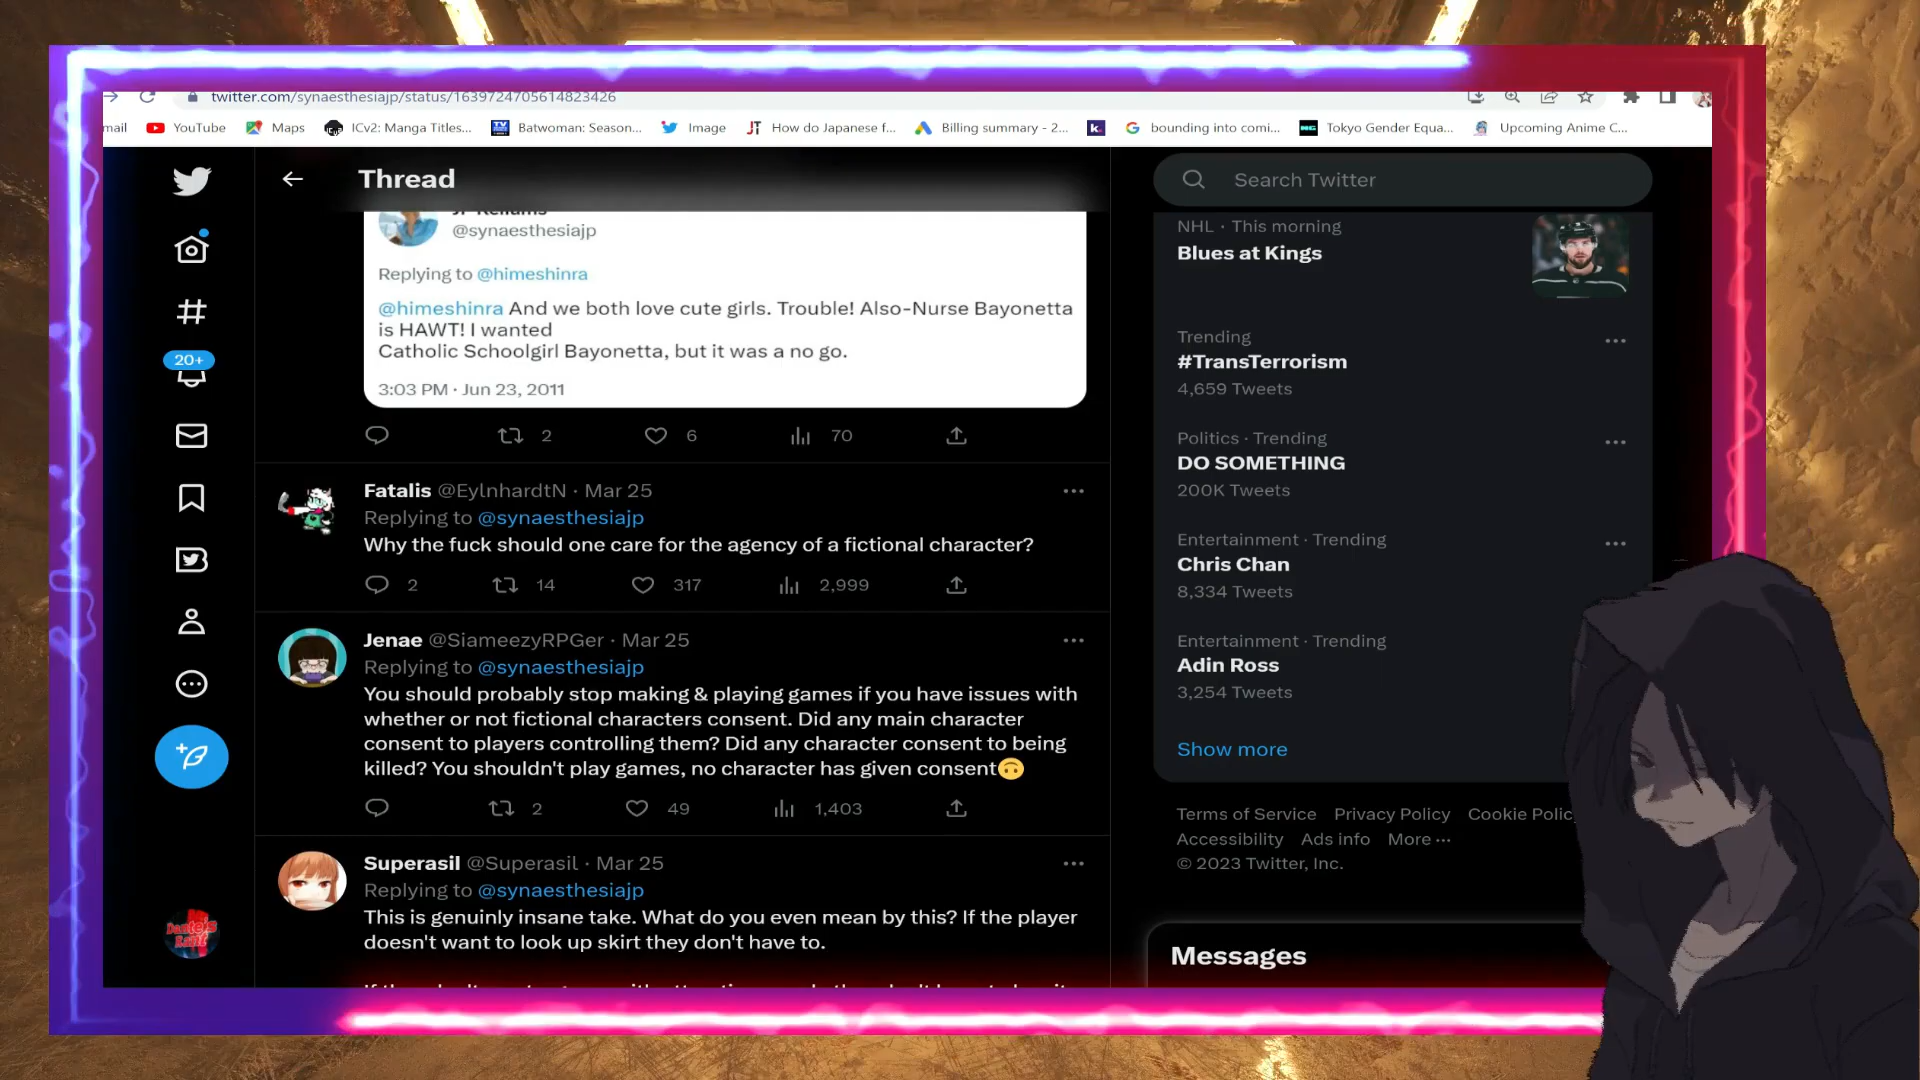 twitter.com/synaesthesiajp/status/1639724705614823426
mail YouTube Maps ICv2: Manga Titles... Batwoman: Season... Image How do Japanese f... Billing summary - 2... bounding into comi... Tokyo Gender Equa... Upcoming Anime C...
Thread
Search Twitter
@synaesthesiajp
Replying to @himeshinra
@himeshinra And we both love cute girls. Trouble! Also-Nurse Bayonetta
is HAWT! I wanted
Catholic Schoolgirl Bayonetta, but it was a no go.
3:03 PM · Jun 23, 2011
2 6 70
20+
Fatalis @EylnhardtN · Mar 25
Replying to @synaesthesiajp
Why the fuck should one care for the agency of a fictional character?
2 14 317 2,999
Jenae @SiameezyRPGer · Mar 25
Replying to @synaesthesiajp
You should probably stop making & playing games if you have issues with
whether or not fictional characters consent. Did any main character
consent to players controlling them? Did any character consent to being
killed? You shouldn't play games, no character has given consent🙃
2 49 1,403
Superasil @Superasil · Mar 25
Replying to @synaesthesiajp
This is genuinly insane take. What do you even mean by this? If the player
doesn't want to look up skirt they don't have to.
NHL · This morning
Blues at Kings
Trending
#TransTerrorism
4,659 Tweets
Politics · Trending
DO SOMETHING
200K Tweets
Entertainment · Trending
Chris Chan
8,334 Tweets
Entertainment · Trending
Adin Ross
3,254 Tweets
Show more
Terms of Service Privacy Policy Cookie Polic
Accessibility Ads info More ...
© 2023 Twitter, Inc.
Messages